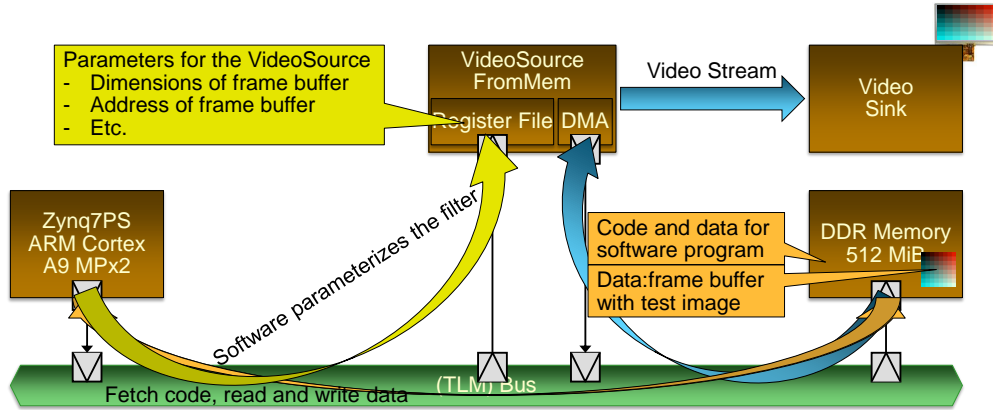 Parameters for the VideoSource
- Dimensions of frame buffer
- Address of frame buffer
- Etc.
VideoSource
FromMem
Register File
DMA
Video Stream
Video
Sink
Zynq7PS
ARM Cortex
A9 MPx2
Software parameterizes the filter
Code and data for
software program
Data:frame buffer
with test image
DDR Memory
512 MiB
(TLM) Bus
Fetch code, read and write data